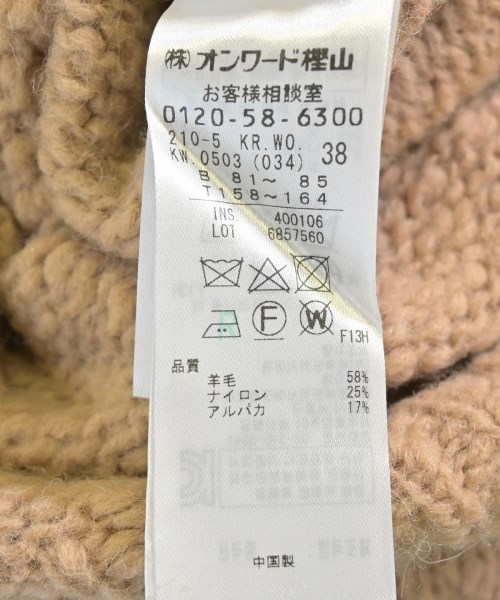 (株)オンワード樫山
お客様相談室
0120-58-6300
210-5 KR.WO.
KW.0503 (034) 38
B 81～ 85
T158～164
INS. 400106
LOT 6857560
F W
F13H
品質
羊毛 58%
ナイロン 25%
アルパカ 17%
中国製